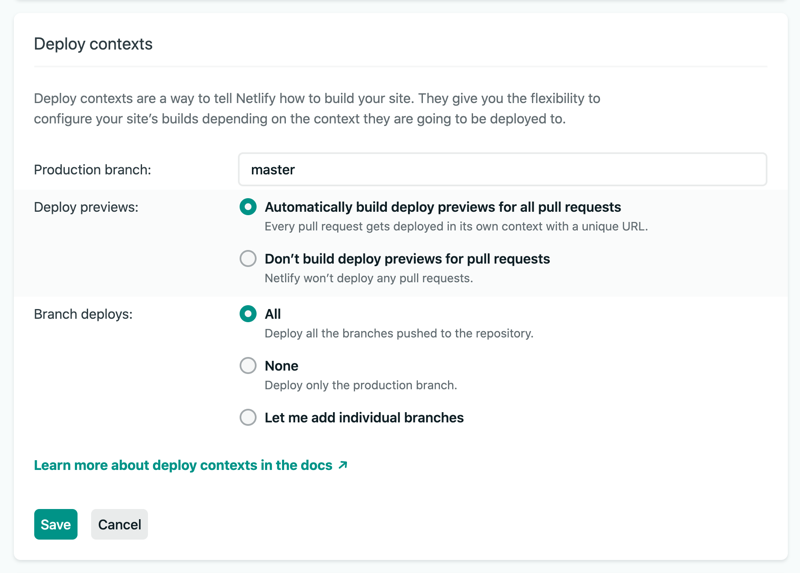 Deploy contexts
Deploy contexts are a way to tell Netlify how to build your site. They give you the flexibility to
configure your site’s builds depending on the context they are going to be deployed to.
Production branch:
master
Deploy previews:
Automatically build deploy previews for all pull requests
Every pull request gets deployed in its own context with a unique URL.
Don’t build deploy previews for pull requests
Netlify won’t deploy any pull requests.
Branch deploys:
All
Deploy all the branches pushed to the repository.
None
Deploy only the production branch.
Let me add individual branches
Learn more about deploy contexts in the docs ↗
Save
Cancel